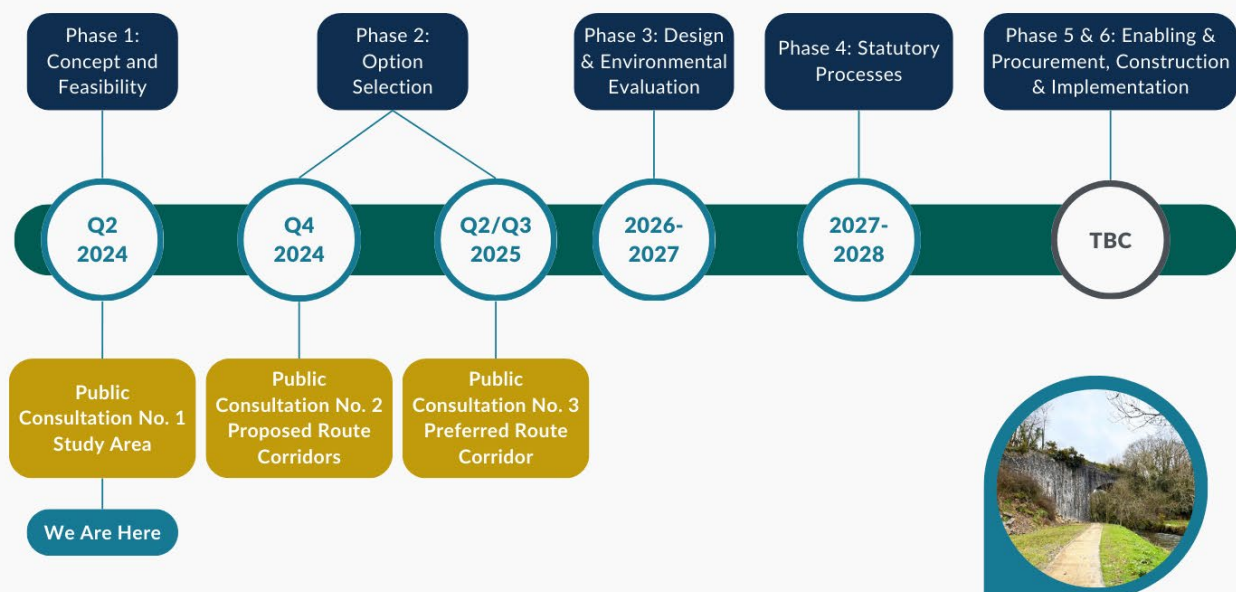 Phase 1:
Concept and
Feasibility
Phase 2:
Option
Selection
Phase 3: Design
& Environmental
Evaluation
Phase 4: Statutory
Processes
Phase 5 & 6: Enabling &
Procurement, Construction
& Implementation
Q2
2024
Q4
2024
Q2/Q3
2025
2026-
2027
2027-
2028
TBC
Public
Consultation No. 1
Study Area
Public
Consultation No. 2
Proposed Route
Corridors
Public
Consultation No. 3
Preferred Route
Corridor
We Are Here